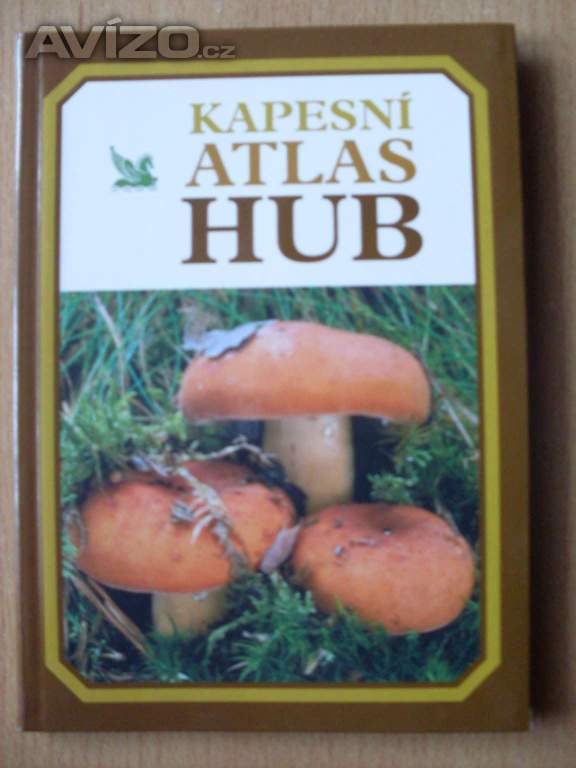 AVÍZO.cz
KAPESNÍ
ATLAS
HUB